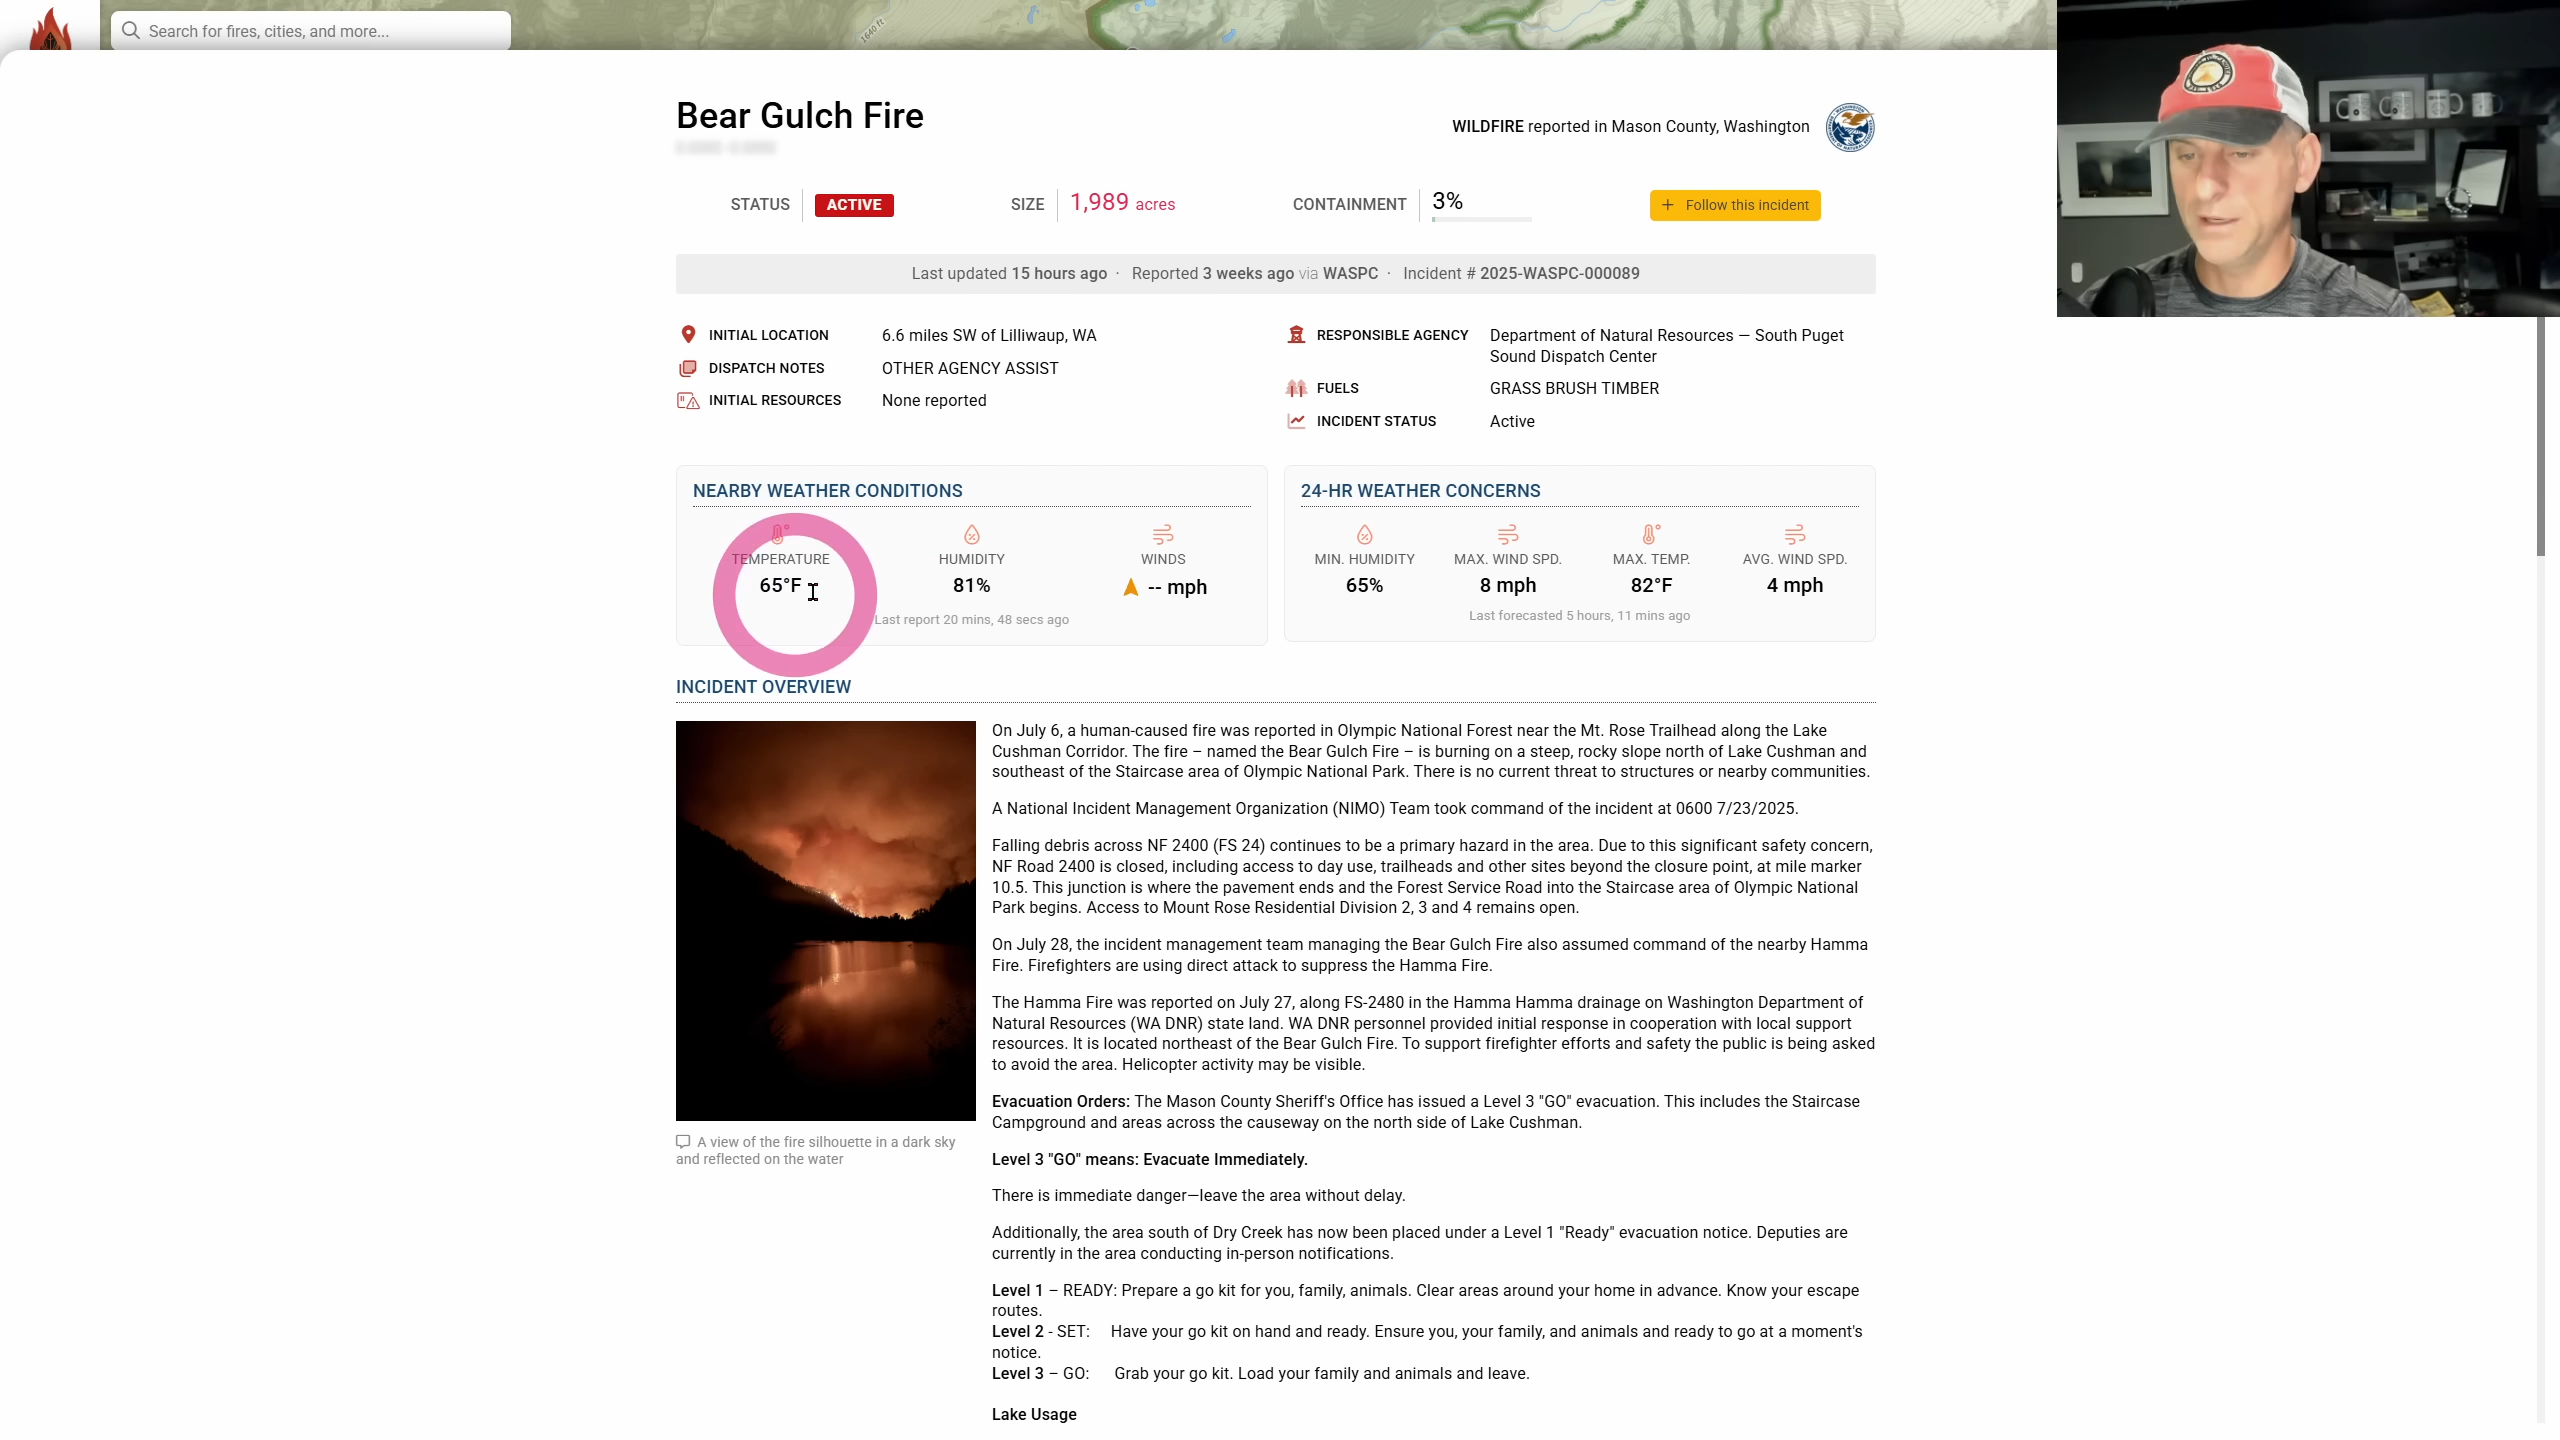 1640 ft
Search for fires, cities, and more...
Bear Gulch Fire
WILDFIRE reported in Mason County, Washington
STATUS ACTIVE SIZE 1,989 acres CONTAINMENT 3% + Follow this incident
Last updated 15 hours ago · Reported 3 weeks ago via WASPC · Incident # 2025-WASPC-000089
INITIAL LOCATION 6.6 miles SW of Lilliwaup, WA
DISPATCH NOTES OTHER AGENCY ASSIST
INITIAL RESOURCES None reported
RESPONSIBLE AGENCY Department of Natural Resources — South Puget
Sound Dispatch Center
FUELS GRASS BRUSH TIMBER
INCIDENT STATUS Active
NEARBY WEATHER CONDITIONS
TEMPERATURE HUMIDITY WINDS
65°F 81% -- mph
Last report 20 mins, 48 secs ago
24-HR WEATHER CONCERNS
MIN. HUMIDITY MAX. WIND SPD. MAX. TEMP. AVG. WIND SPD.
65% 8 mph 82°F 4 mph
Last forecasted 5 hours, 11 mins ago
INCIDENT OVERVIEW
On July 6, a human-caused fire was reported in Olympic National Forest near the Mt. Rose Trailhead along the Lake
Cushman Corridor. The fire – named the Bear Gulch Fire – is burning on a steep, rocky slope north of Lake Cushman and
southeast of the Staircase area of Olympic National Park. There is no current threat to structures or nearby communities.
A National Incident Management Organization (NIMO) Team took command of the incident at 0600 7/23/2025.
Falling debris across NF 2400 (FS 24) continues to be a primary hazard in the area. Due to this significant safety concern,
NF Road 2400 is closed, including access to day use, trailheads and other sites beyond the closure point, at mile marker
10.5. This junction is where the pavement ends and the Forest Service Road into the Staircase area of Olympic National
Park begins. Access to Mount Rose Residential Division 2, 3 and 4 remains open.
On July 28, the incident management team managing the Bear Gulch Fire also assumed command of the nearby Hamma
Fire. Firefighters are using direct attack to suppress the Hamma Fire.
The Hamma Fire was reported on July 27, along FS-2480 in the Hamma Hamma drainage on Washington Department of
Natural Resources (WA DNR) state land. WA DNR personnel provided initial response in cooperation with local support
resources. It is located northeast of the Bear Gulch Fire. To support firefighter efforts and safety the public is being asked
to avoid the area. Helicopter activity may be visible.
Evacuation Orders: The Mason County Sheriff's Office has issued a Level 3 "GO" evacuation. This includes the Staircase
Campground and areas across the causeway on the north side of Lake Cushman.
Level 3 "GO" means: Evacuate Immediately.
There is immediate danger—leave the area without delay.
Additionally, the area south of Dry Creek has now been placed under a Level 1 "Ready" evacuation notice. Deputies are
currently in the area conducting in-person notifications.
Level 1 – READY: Prepare a go kit for you, family, animals. Clear areas around your home in advance. Know your escape
routes.
Level 2 - SET: Have your go kit on hand and ready. Ensure you, your family, and animals and ready to go at a moment's
notice.
Level 3 – GO: Grab your go kit. Load your family and animals and leave.
Lake Usage
A view of the fire silhouette in a dark sky
and reflected on the water